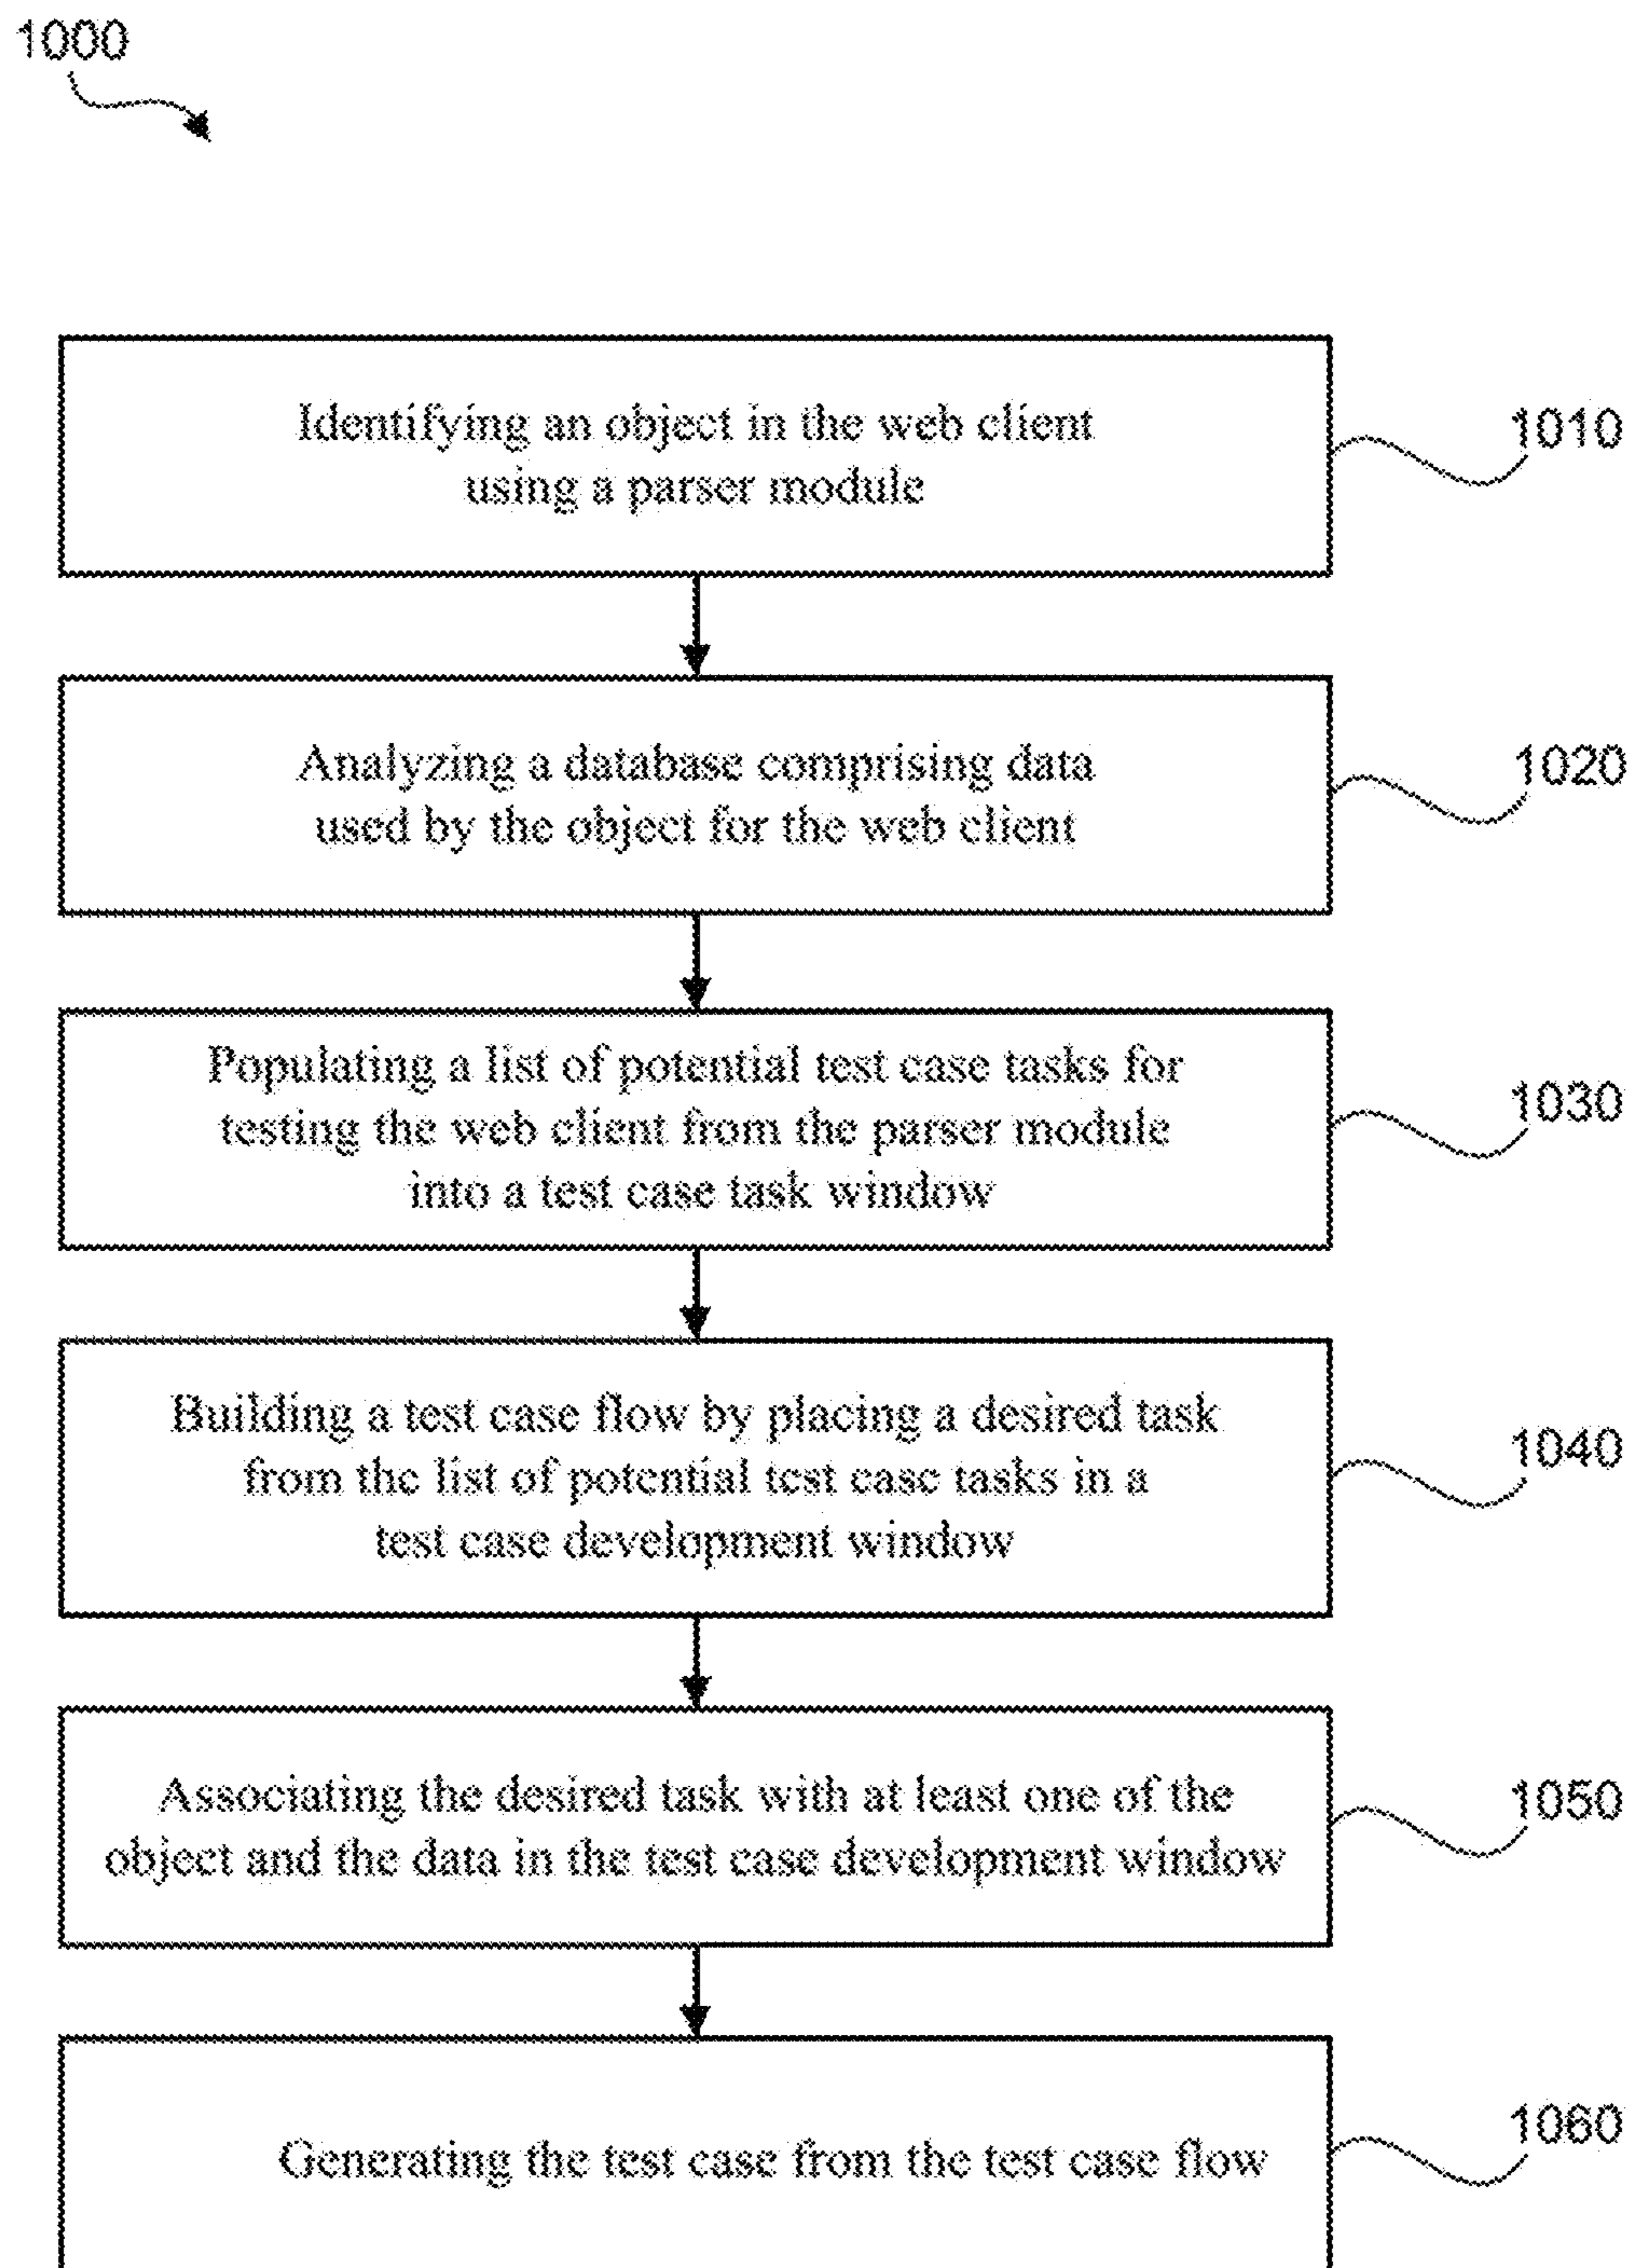 1000
Identifying an object in the web client
using a parser module
1010
Analyzing a database comprising data
used by the object for the web client
1020
Populating a list of potential test case tasks for
testing the web client from the parser module
into a test case task window
1030
Building a test case flow by placing a desired task
from the list of potential test case tasks in a
test case development window
1040
Associating the desired task with at least one of the
object and the data in the test case development window
1050
Generating the test case from the test case flow
1060